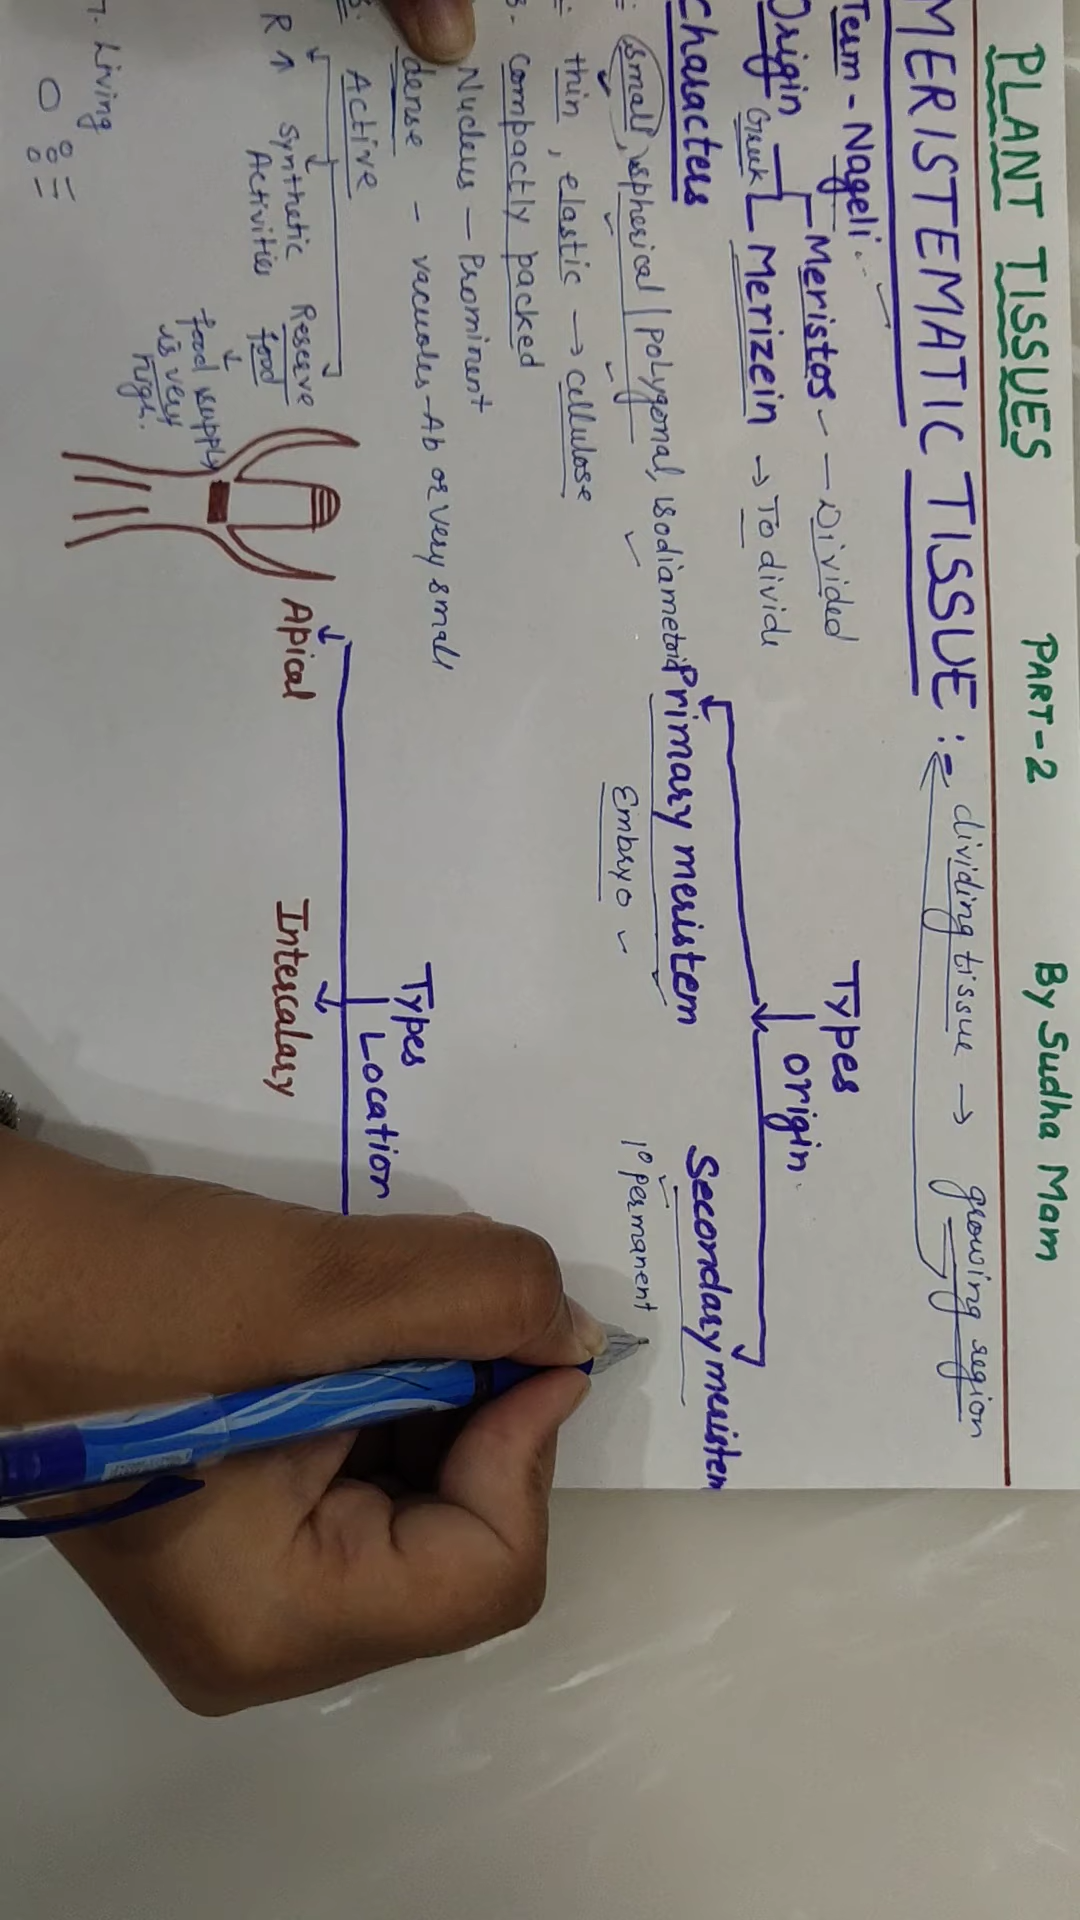 PLANT TISSUES PART-2 By Sudha Mam
MERISTEMATIC TISSUE :- dividing tissue → growing region
Term - Nageli
Meristos - Divided
Origin Greek Merizein → To divide
Characters
small, spherical / polygonal, isodiametric
thin, elastic → cellulose
3. compactly packed
Nucleus - Prominent
dense - vacuoles - Ab or very small
Active
R↑ Synthetic Activities Reserve food
food supply is very high.
7. Living
Types
origin
Primary meristem Secondary meristem
Embryo 1° permanent
Types
Location
Apical Intercalary